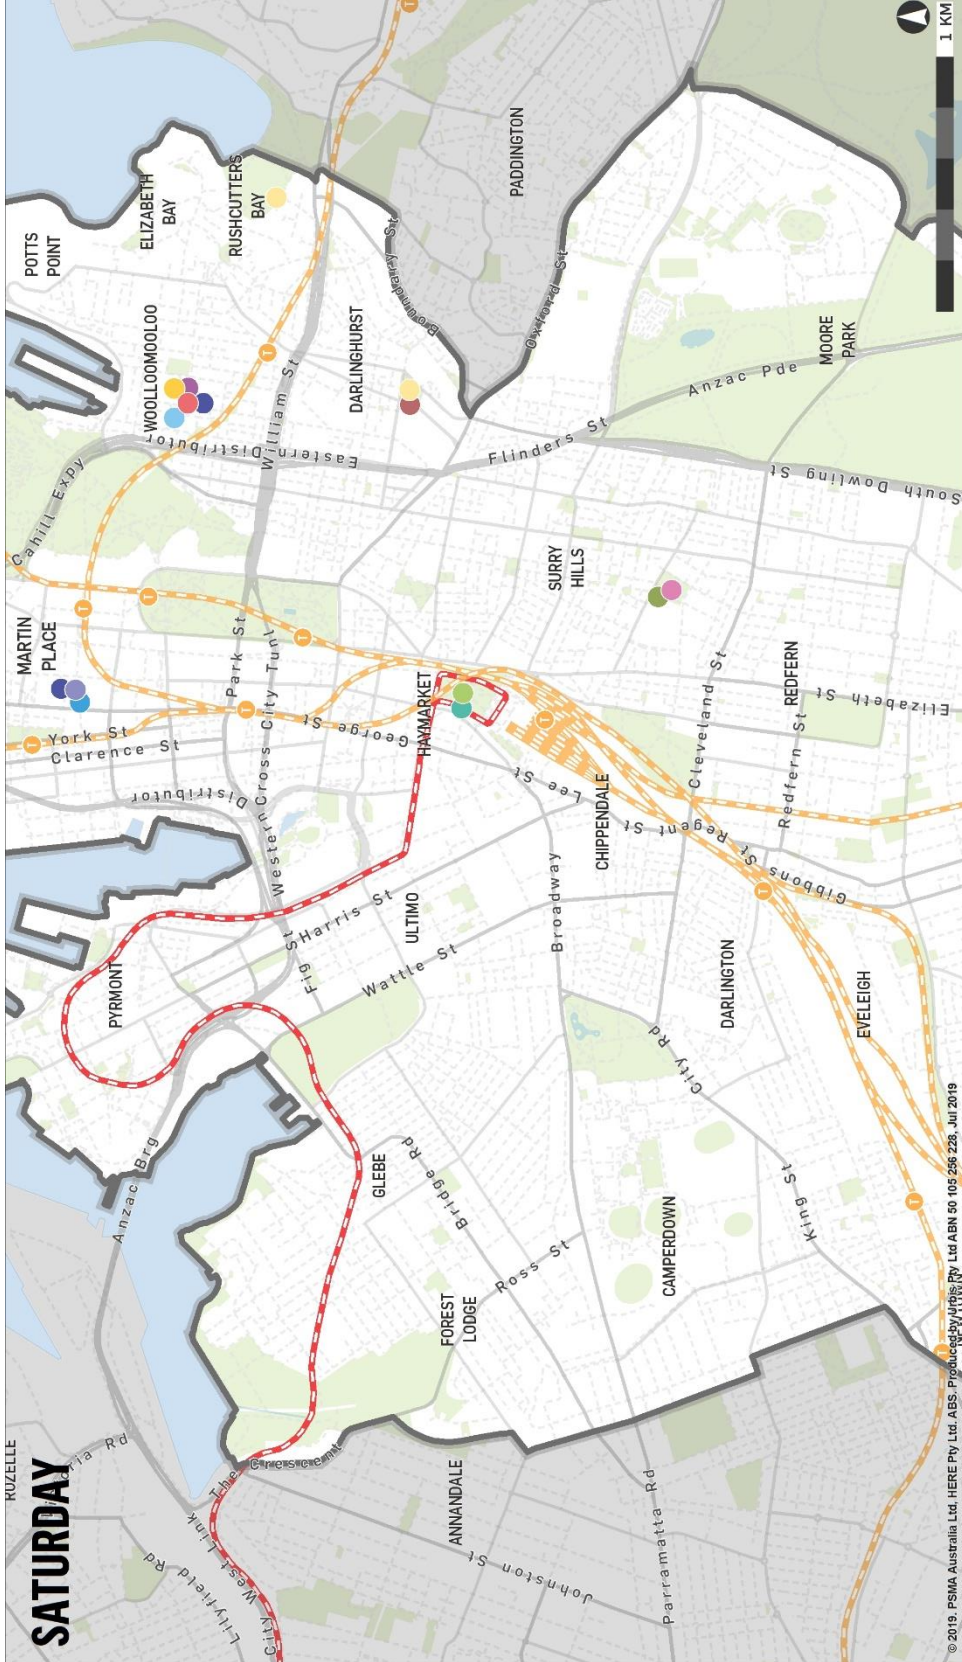 SATURDAY
ROZELLE
Victoria Rd
The Crescent
City West Link
Lilyfield Rd
ANNANDALE
Johnston St
Parramatta Rd
Anzac Brg
PYRMONT
GLEBE
Bridge Rd
FOREST
LODGE
Ross St
CAMPERDOWN
King St
City Rd
DARLINGTON
EVELEIGH
Fig St
Harris St
ULTIMO
Wattle St
Broadway
CHIPPENDALE
Lee St
Regent St
Gibbons St
Western Distributor
Cross City Tunl
York St
Clarence St
George St
HAYMARKET
Park St
MARTIN
PLACE
Cahill Expy
Eastern Distributor
William St
WOOLLOOMOOLOO
POTTS
POINT
ELIZABETH
BAY
RUSHCUTTERS
BAY
DARLINGHURST
Boundary St
PADDINGTON
Oxford St
Flinders St
Anzac Pde
MOORE
PARK
South Dowling St
SURRY
HILLS
Cleveland St
REDFERN
Redfern St
Elizabeth St
T
T
T
T
T
T
T
T
T
T
T
1 KM
© 2019. PSMA Australia Ltd, HERE Pty Ltd. ABS. Produced by Urbis Pty Ltd ABN 50 105 256 228, Jul 2019